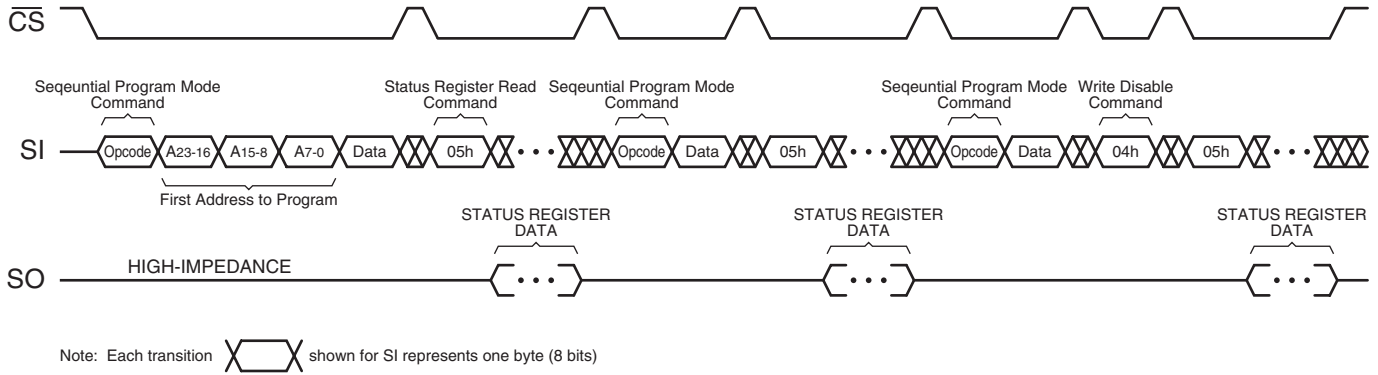 CS
Seqeuntial Program Mode
Command
Status Register Read
Command
Seqeuntial Program Mode
Command
Seqeuntial Program Mode
Command
Write Disable
Command
SI
Opcode A23-16 A15-8 A7-0 Data 05h • • • Opcode Data 05h • • • Opcode Data 04h 05h • • •
First Address to Program
STATUS REGISTER
DATA
STATUS REGISTER
DATA
STATUS REGISTER
DATA
SO
HIGH-IMPEDANCE
• • • • • • • • •
Note: Each transition shown for SI represents one byte (8 bits)